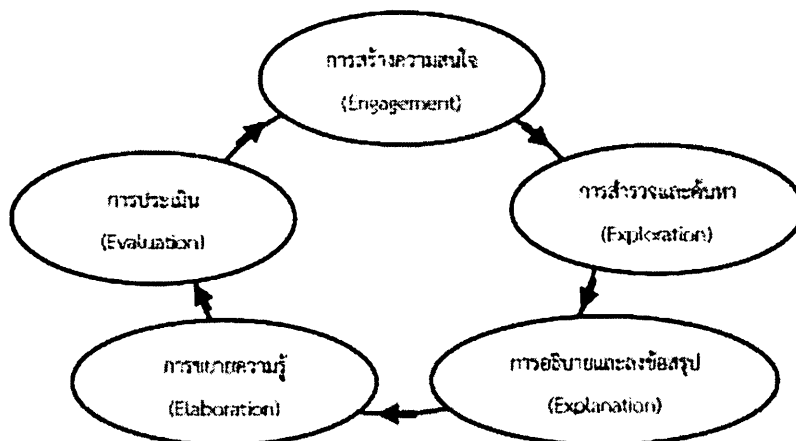 การสร้างความสนใจ
(Engagement)
การสำรวจและค้นหา
(Exploration)
การอธิบายและลงข้อสรุป
(Explanation)
การขยายความรู้
(Elaboration)
การประเมิน
(Evaluation)